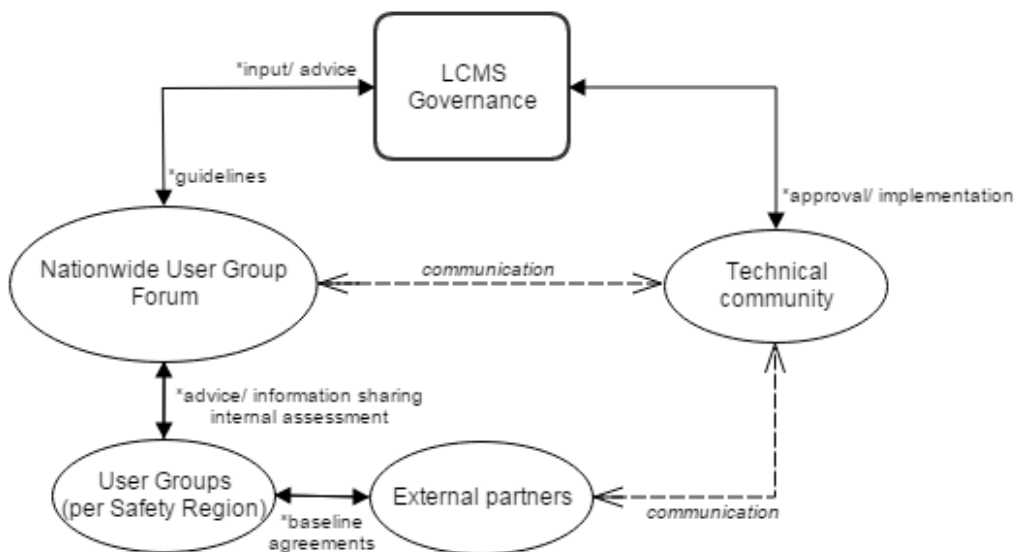 *input/ advice
LCMS
Governance
*guidelines
*approval/ implementation
Nationwide User Group
Forum
communication
Technical
community
*advice/ information sharing
internal assessment
User Groups
(per Safety Region)
External partners
*baseline
agreements
communication